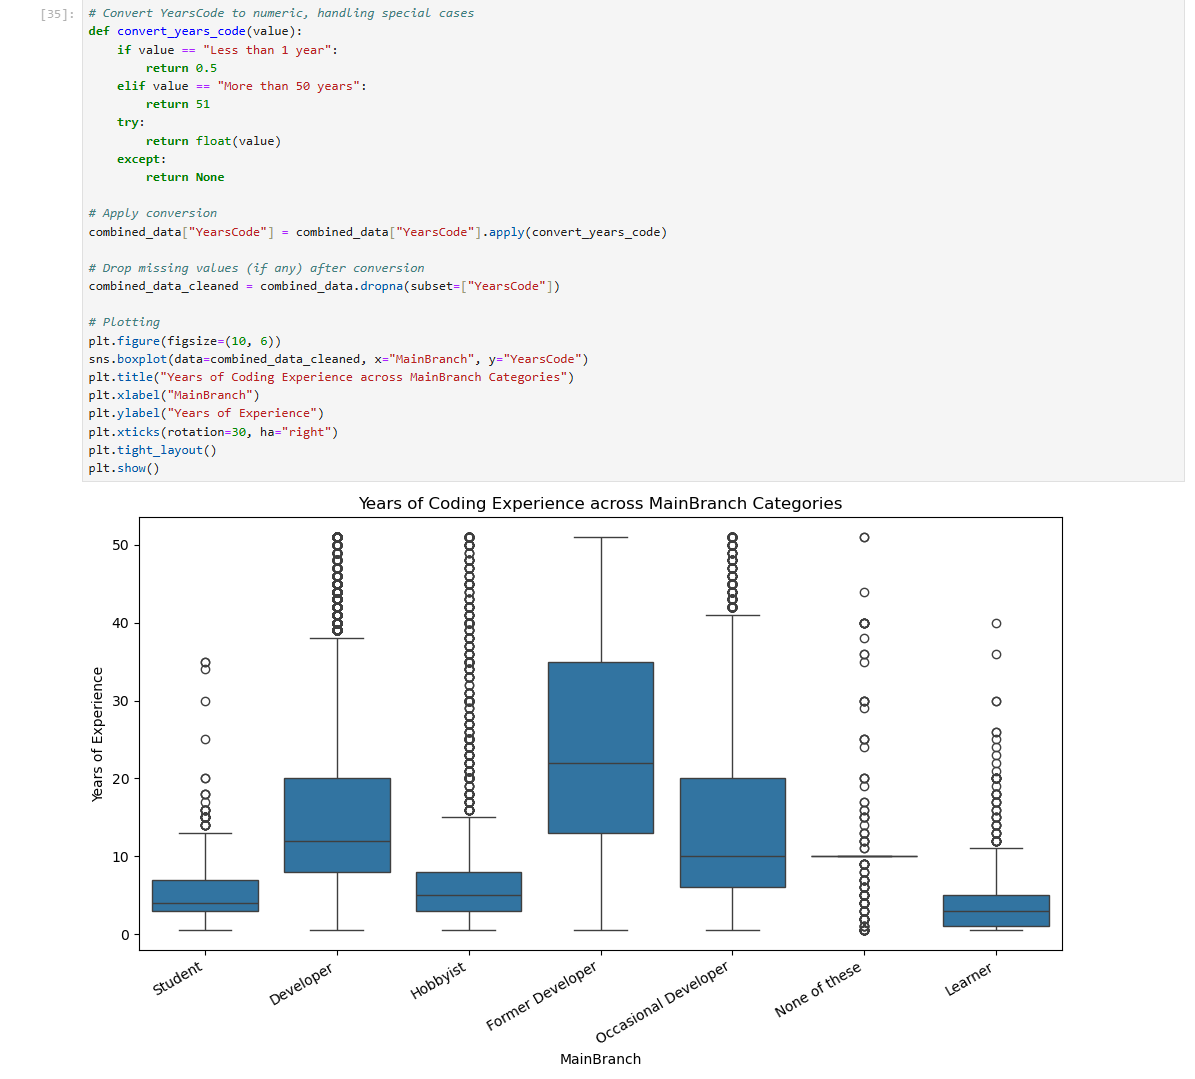 [35]:
# Convert YearsCode to numeric, handling special cases
def convert_years_code(value):
    if value == "Less than 1 year":
        return 0.5
    elif value == "More than 50 years":
        return 51
    try:
        return float(value)
    except:
        return None
# Apply conversion
combined_data["YearsCode"] = combined_data["YearsCode"].apply(convert_years_code)
# Drop missing values (if any) after conversion
combined_data_cleaned = combined_data.dropna(subset=["YearsCode"])
# Plotting
plt.figure(figsize=(10, 6))
sns.boxplot(data=combined_data_cleaned, x="MainBranch", y="YearsCode")
plt.title("Years of Coding Experience across MainBranch Categories")
plt.xlabel("MainBranch")
plt.ylabel("Years of Experience")
plt.xticks(rotation=30, ha="right")
plt.tight_layout()
plt.show()
Years of Coding Experience across MainBranch Categories
50
40
30
20
10
0
Years of Experience
Student
Developer
Hobbyist
Former Developer
Occasional Developer
None of these
Learner
MainBranch